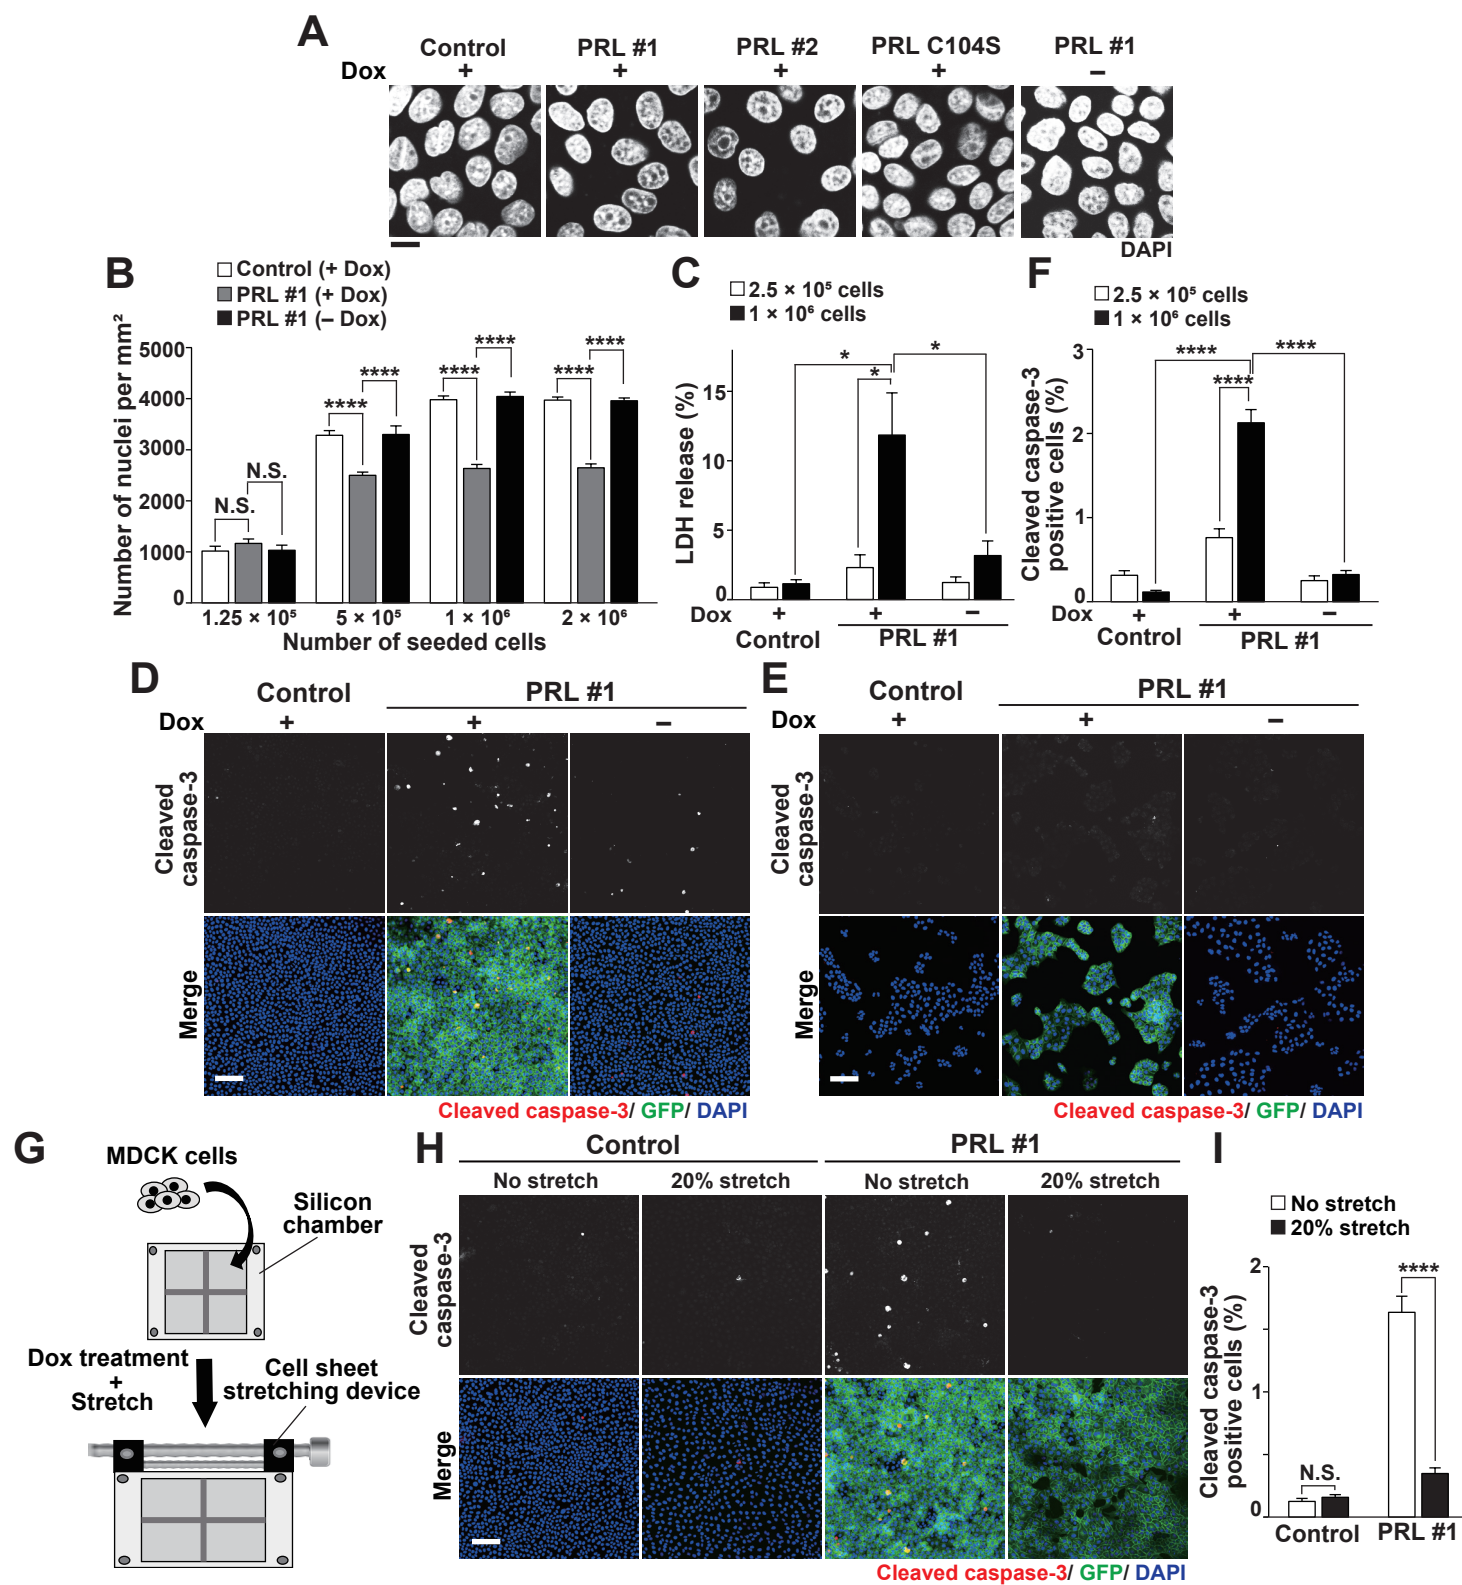 A
Control PRL #1 PRL #2 PRL C104S PRL #1
Dox + + + + −
DAPI
B
Control (+ Dox)
PRL #1 (+ Dox)
PRL #1 (− Dox)
Number of nuclei per mm²
5000
4000
3000
2000
1000
0
N.S. N.S. **** **** **** **** **** ****
1.25 × 10⁵ 5 × 10⁵ 1 × 10⁶ 2 × 10⁶
Number of seeded cells
C
2.5 × 10⁵ cells
1 × 10⁶ cells
LDH release (%)
15
10
5
0
* * *
Dox + + −
Control PRL #1
F
2.5 × 10⁵ cells
1 × 10⁶ cells
Cleaved caspase-3
positive cells (%)
3
2
1
0
**** **** ****
Dox + + −
Control PRL #1
D
Control PRL #1
Dox + + −
Cleaved
caspase-3
Merge
Cleaved caspase-3/ GFP/ DAPI
E
Control PRL #1
Dox + + −
Cleaved
caspase-3
Merge
Cleaved caspase-3/ GFP/ DAPI
G
MDCK cells
Silicon
chamber
Dox treatment
+
Stretch
Cell sheet
stretching device
H
Control PRL #1
No stretch 20% stretch No stretch 20% stretch
Cleaved
caspase-3
Merge
Cleaved caspase-3/ GFP/ DAPI
I
No stretch
20% stretch
Cleaved caspase-3
positive cells (%)
2
1
0
N.S. ****
Control PRL #1